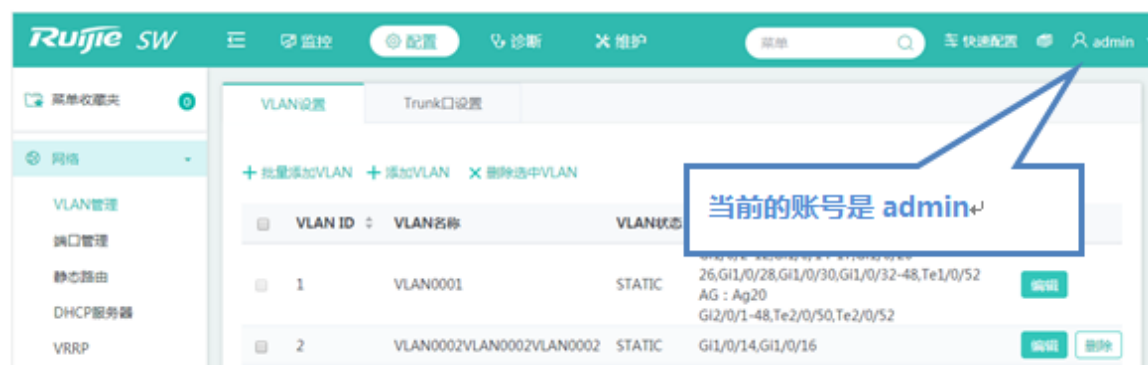 Ruijie SW
监控
配置
诊断
维护
菜单
快速配置
admin
菜单收藏夹 0
VLAN设置 Trunk口设置
网络
批量添加VLAN 添加VLAN 删除选中VLAN
当前的账号是 admin
VLAN管理
端口管理
静态路由
DHCP服务器
VRRP
VLAN ID VLAN名称 VLAN状态
1 VLAN0001 STATIC
26,Gi1/0/28,Gi1/0/30,Gi1/0/32-48,Te1/0/52
AG：Ag20
Gi2/0/1-48,Te2/0/50,Te2/0/52
编辑
2 VLAN0002VLAN0002VLAN0002 STATIC Gi1/0/14,Gi1/0/16 编辑 删除